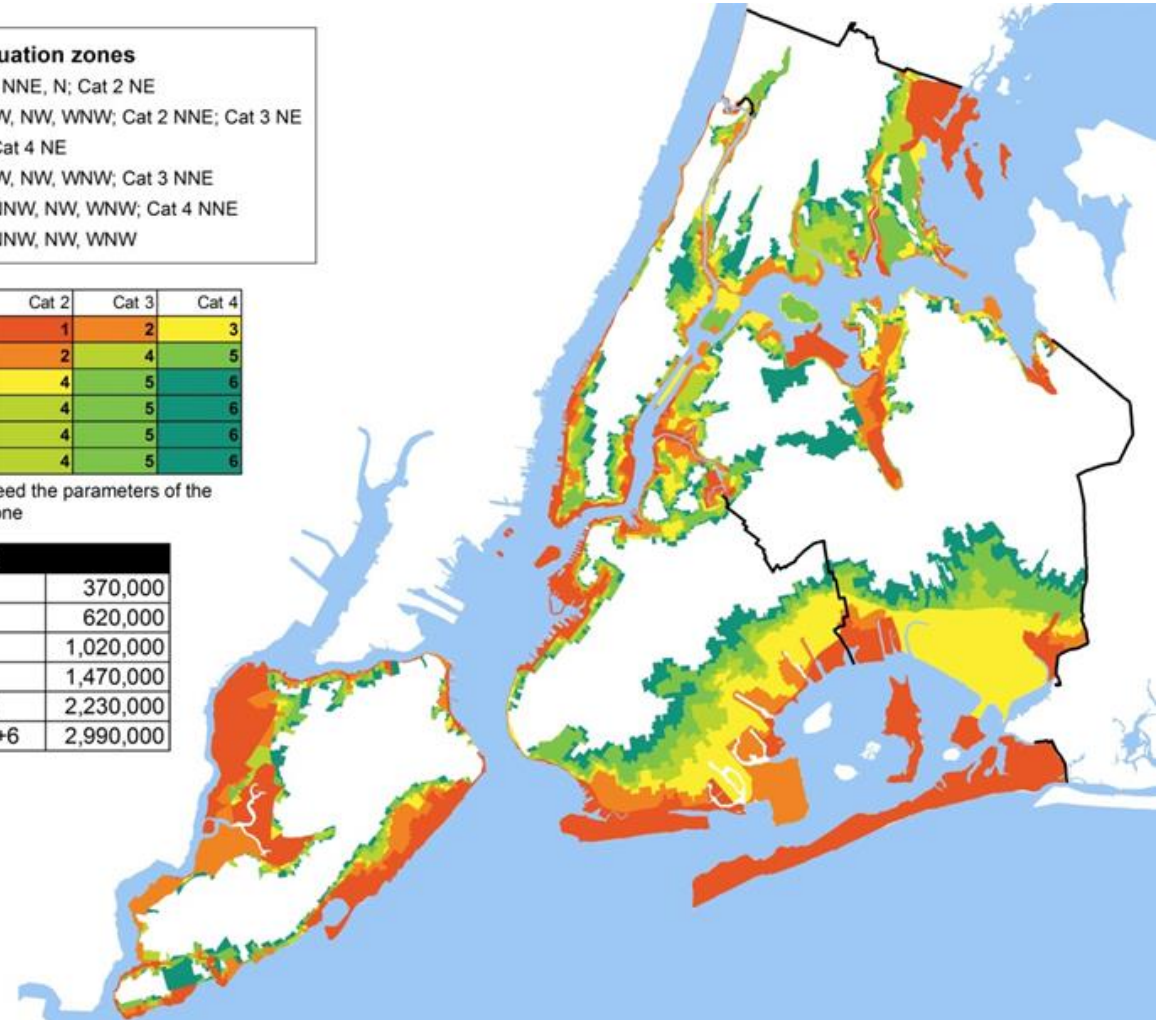 uation zones
NNE, N; Cat 2 NE
W, NW, WNW; Cat 2 NNE; Cat 3 NE
Cat 4 NE
W, NW, WNW; Cat 3 NNE
NNW, NW, WNW; Cat 4 NNE
NNW, NW, WNW
Cat 2 Cat 3 Cat 4
1 2 3
2 4 5
4 5 6
4 5 6
4 5 6
4 5 6
eed the parameters of the
one
370,000
620,000
1,020,000
1,470,000
2,230,000
+6 2,990,000